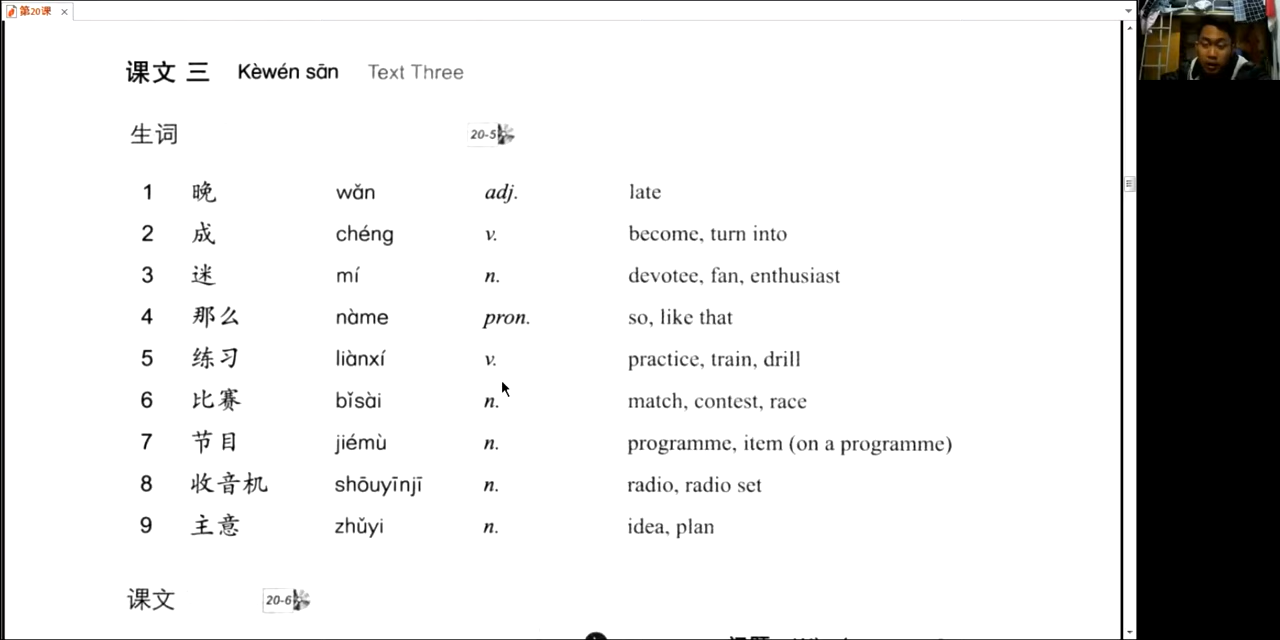 第20课
课文 三 Kèwén sān Text Three
生词 20-5
1 晚 wǎn adj. late
2 成 chéng v. become, turn into
3 迷 mí n. devotee, fan, enthusiast
4 那么 nàme pron. so, like that
5 练习 liànxí v. practice, train, drill
6 比赛 bǐsài n. match, contest, race
7 节目 jiémù n. programme, item (on a programme)
8 收音机 shōuyīnjī n. radio, radio set
9 主意 zhǔyi n. idea, plan
课文 20-6